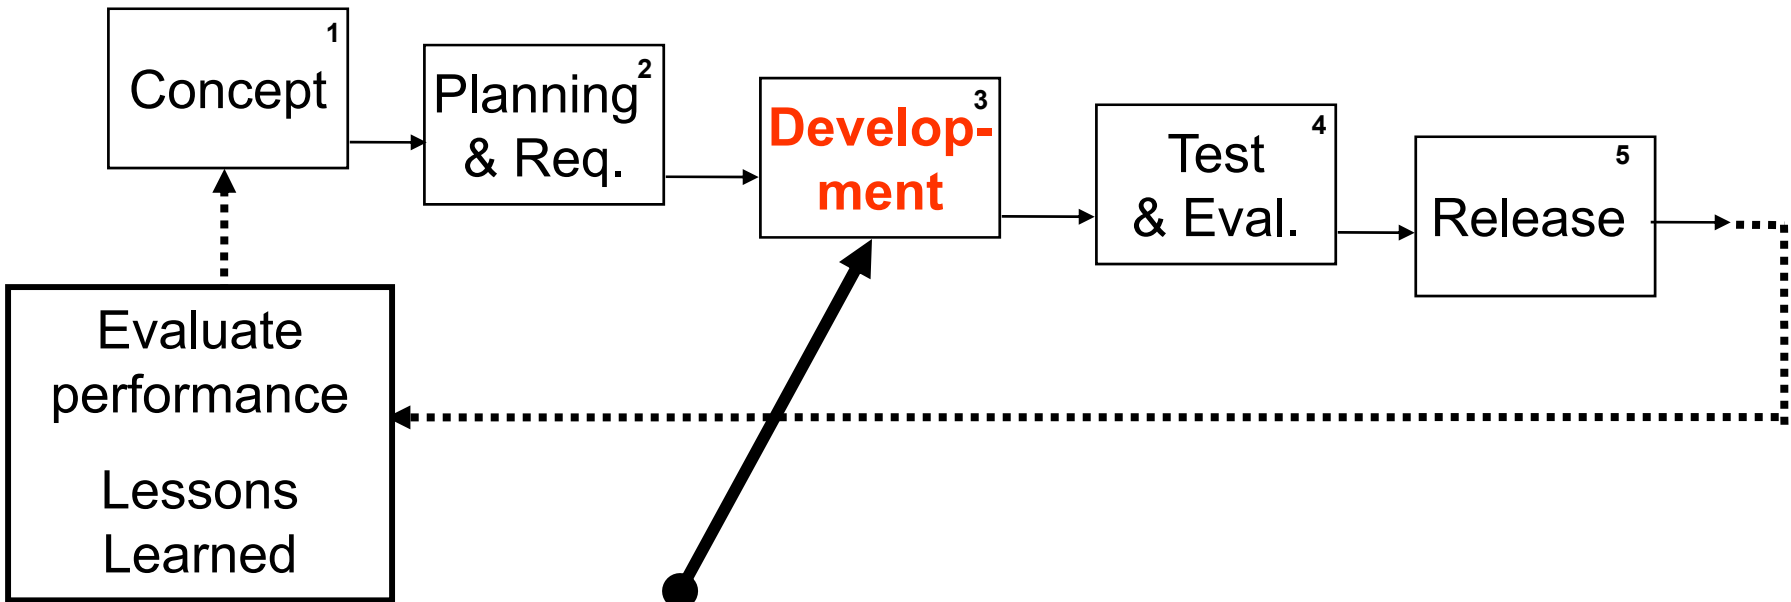 1
Concept
2
Planning
& Req.
3
Develop-
ment
4
Test
& Eval.
5
Release
Evaluate
performance
Lessons
Learned